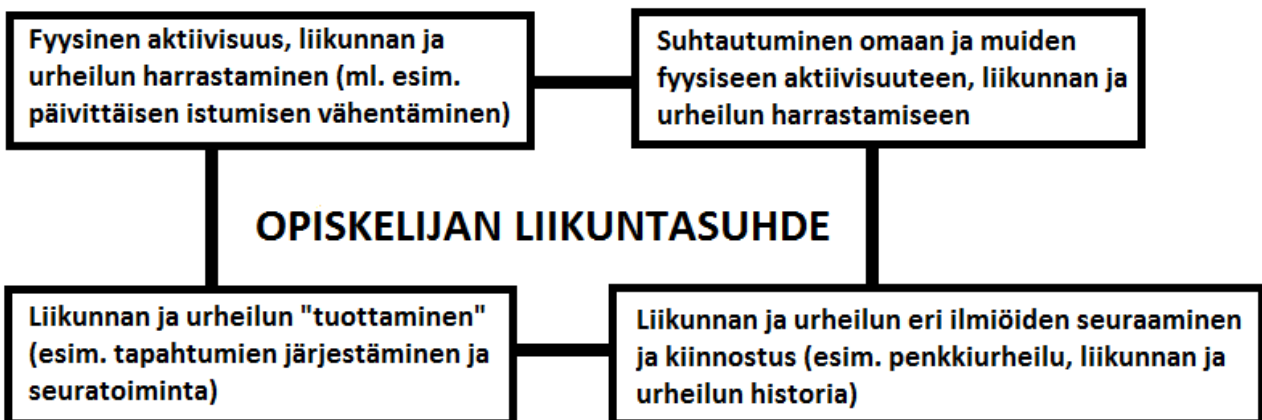 Fyysinen aktiivisuus, liikunnan ja
urheilun harrastaminen (ml. esim.
päivittäisen istumisen vähentäminen)
Suhtautuminen omaan ja muiden
fyysiseen aktiivisuuteen, liikunnan ja
urheilun harrastamiseen
OPISKELIJAN LIIKUNTASUHDE
Liikunnan ja urheilun "tuottaminen"
(esim. tapahtumien järjestäminen ja
seuratoiminta)
Liikunnan ja urheilun eri ilmiöiden seuraaminen
ja kiinnostus (esim. penkkiurheilu, liikunnan ja
urheilun historia)